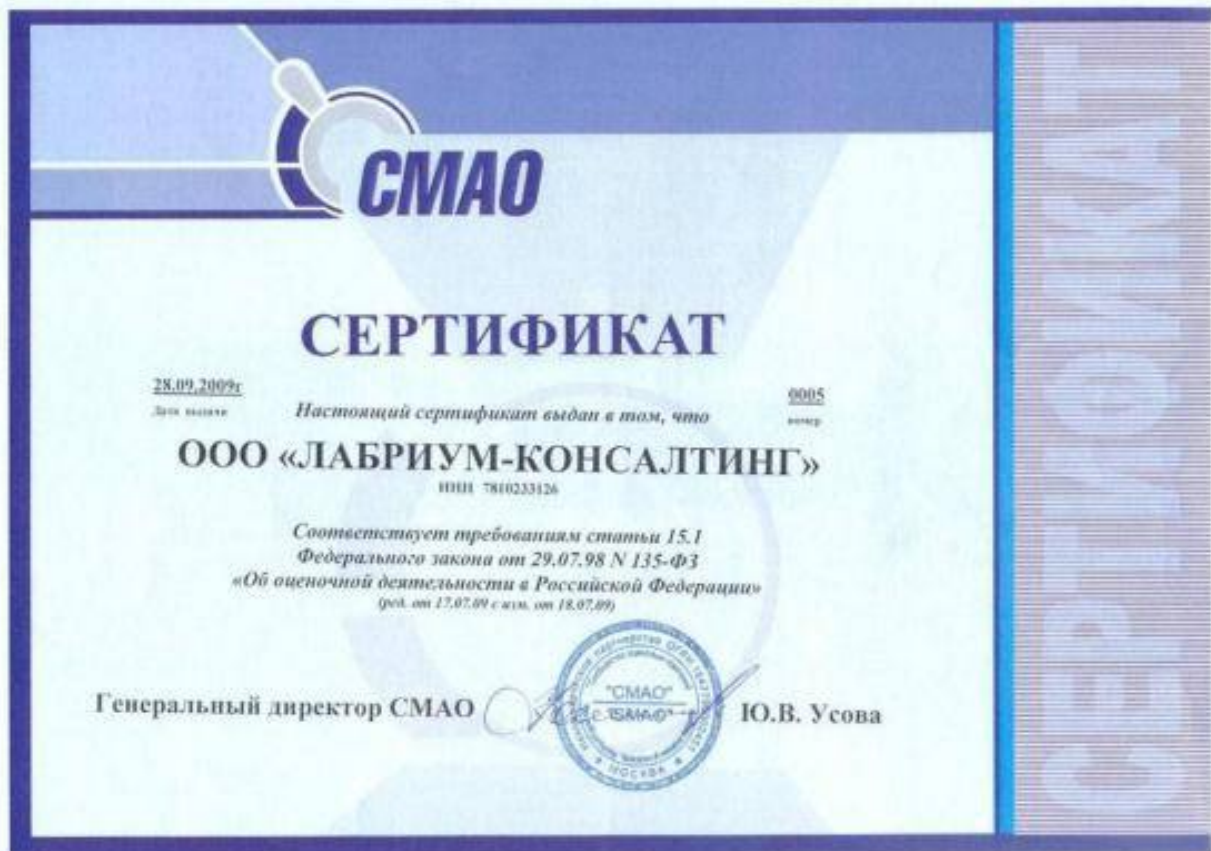 СМАО
СЕРТИФИКАТ
28.09.2009г
Дата выдачи
0005
номер
Настоящий сертификат выдан в том, что
ООО «ЛАБРИУМ-КОНСАЛТИНГ»
ИНН 7810233126
Соответствует требованиям статьи 15.1
Федерального закона от 29.07.98 N 135-ФЗ
«Об оценочной деятельности в Российской Федерации»
(ред. от 17.07.09 с изм. от 18.07.09)
Генеральный директор СМАО
Ю.В. Усова
"СМАО"
"SMAO"
МОСКВА
СЕРТИФИКАТ